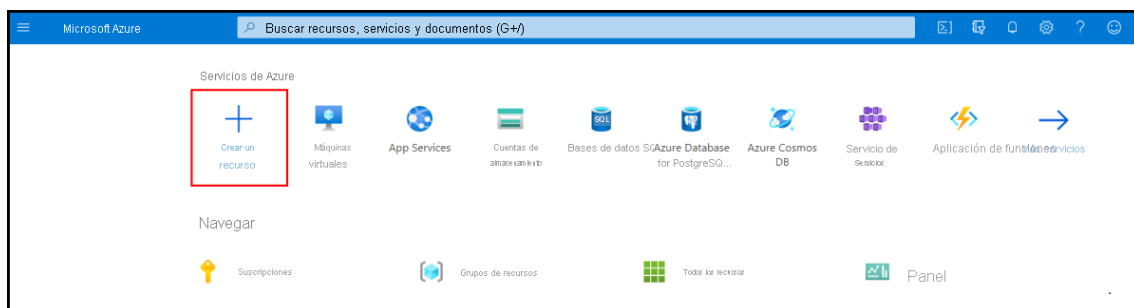 Microsoft Azure
Buscar recursos, servicios y documentos (G+/)
Servicios de Azure
Crear un recurso
Máquinas virtuales
App Services
Cuentas de almacenamiento
Bases de datos SQ
Azure Database for PostgreSQ...
Azure Cosmos DB
Servicio de
Aplicación de funciones
Más servicios
Navegar
Suscripciones
Grupos de recursos
Todos los recursos
Panel